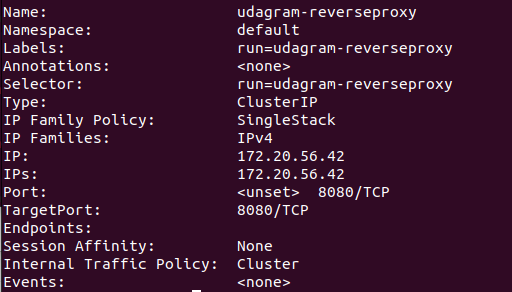 Name: udagram-reverseproxy
Namespace: default
Labels: run=udagram-reverseproxy
Annotations: <none>
Selector: run=udagram-reverseproxy
Type: ClusterIP
IP Family Policy: SingleStack
IP Families: IPv4
IP: 172.20.56.42
IPs: 172.20.56.42
Port: <unset> 8080/TCP
TargetPort: 8080/TCP
Endpoints:
Session Affinity: None
Internal Traffic Policy: Cluster
Events: <none>